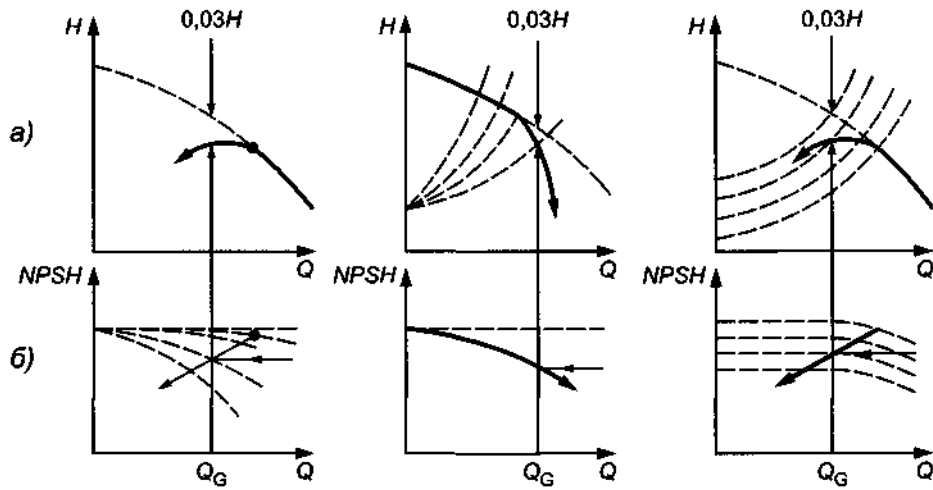 0,03H 0,03H 0,03H
H H H
а)
Q Q Q
NPSH NPSH NPSH
б)
Q_G Q Q_G Q Q_G Q